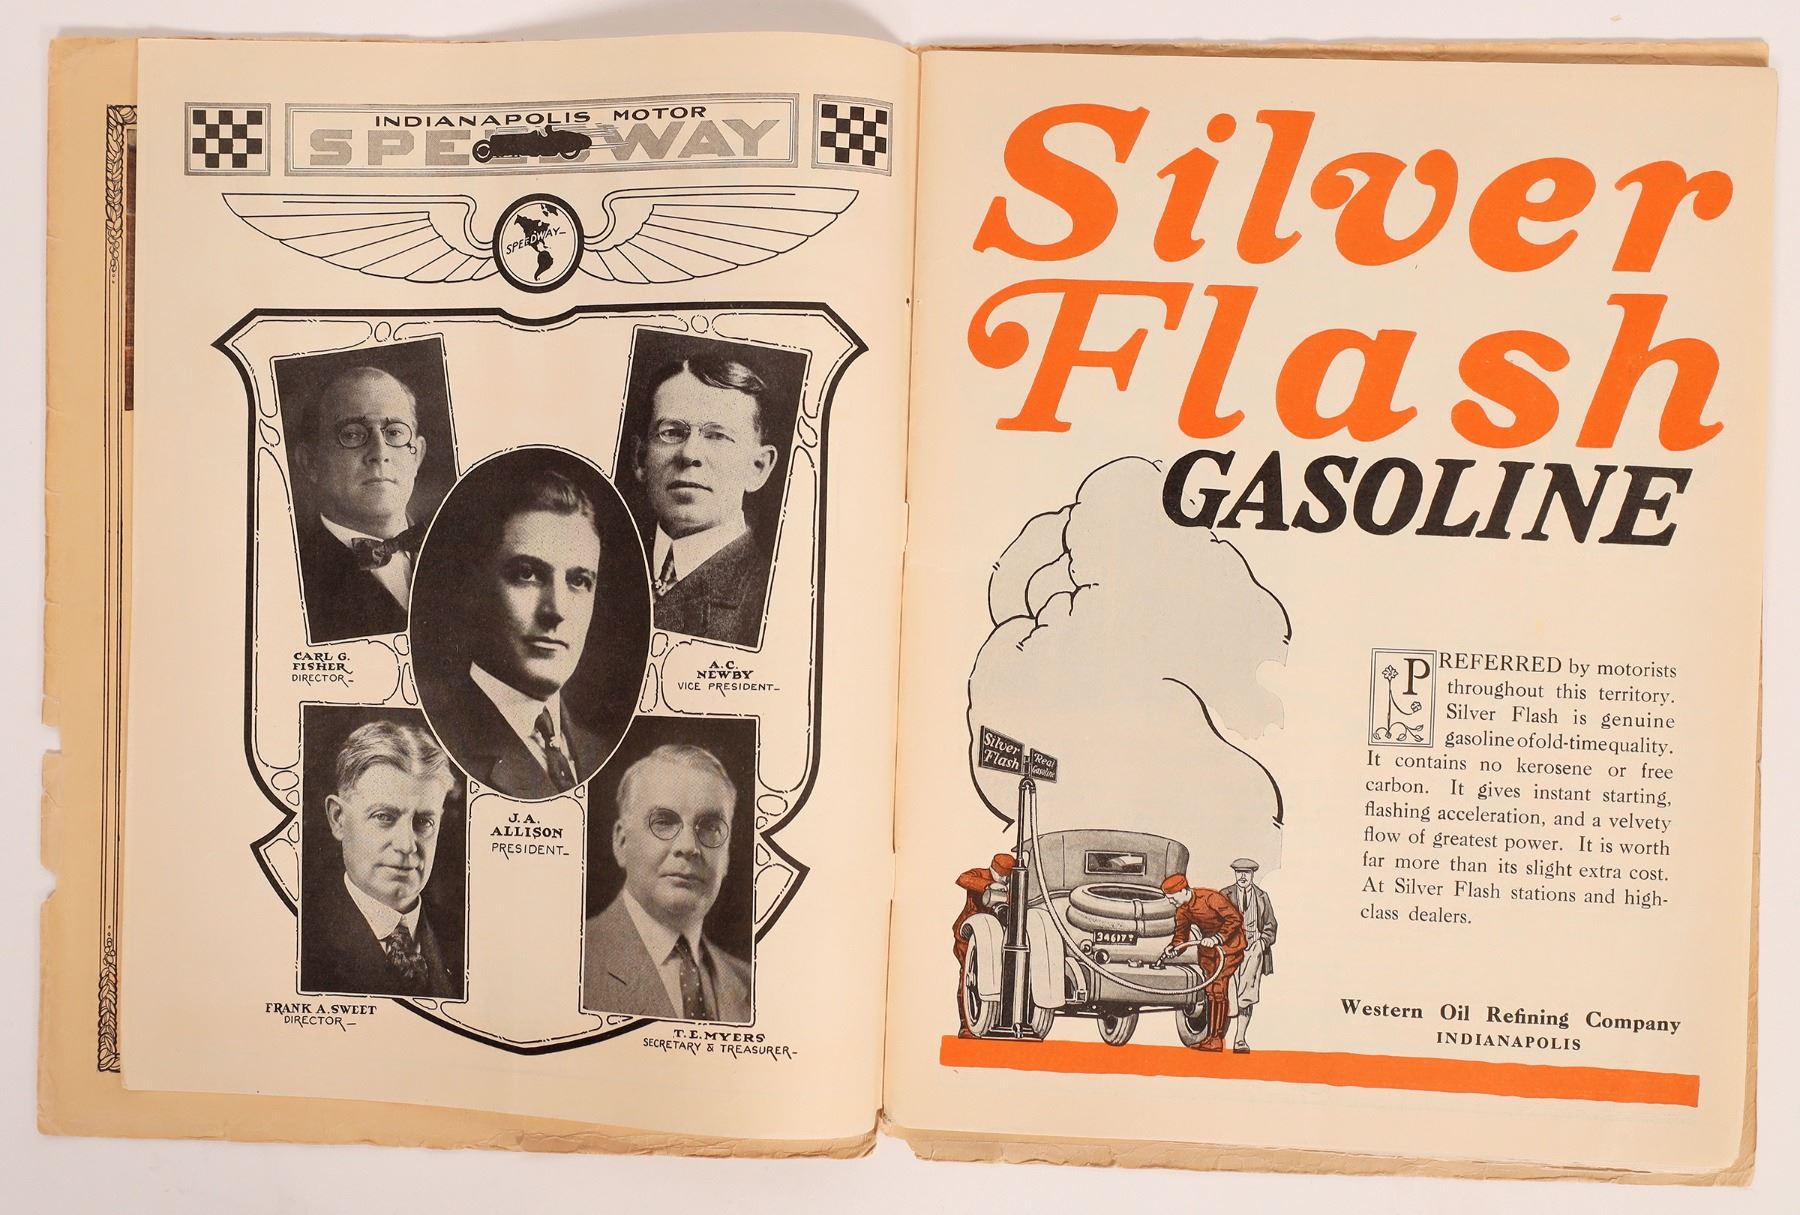 INDIANAPOLIS MOTOR
SPEEDWAY
SPEEDWAY
CARL G.
FISHER
DIRECTOR
A.C.
NEWBY
VICE PRESIDENT
J.A.
ALLISON
PRESIDENT
FRANK A. SWEET
DIRECTOR
T.E. MYERS
SECRETARY & TREASURER
Silver
Flash
GASOLINE
Silver
Flash
Real
Gasoline
34617
PREFERRED by motorists
throughout this territory.
Silver Flash is genuine
gasoline of old-time quality.
It contains no kerosene or free
carbon. It gives instant starting,
flashing acceleration, and a velvety
flow of greatest power. It is worth
far more than its slight extra cost.
At Silver Flash stations and high-
class dealers.
Western Oil Refining Company
INDIANAPOLIS